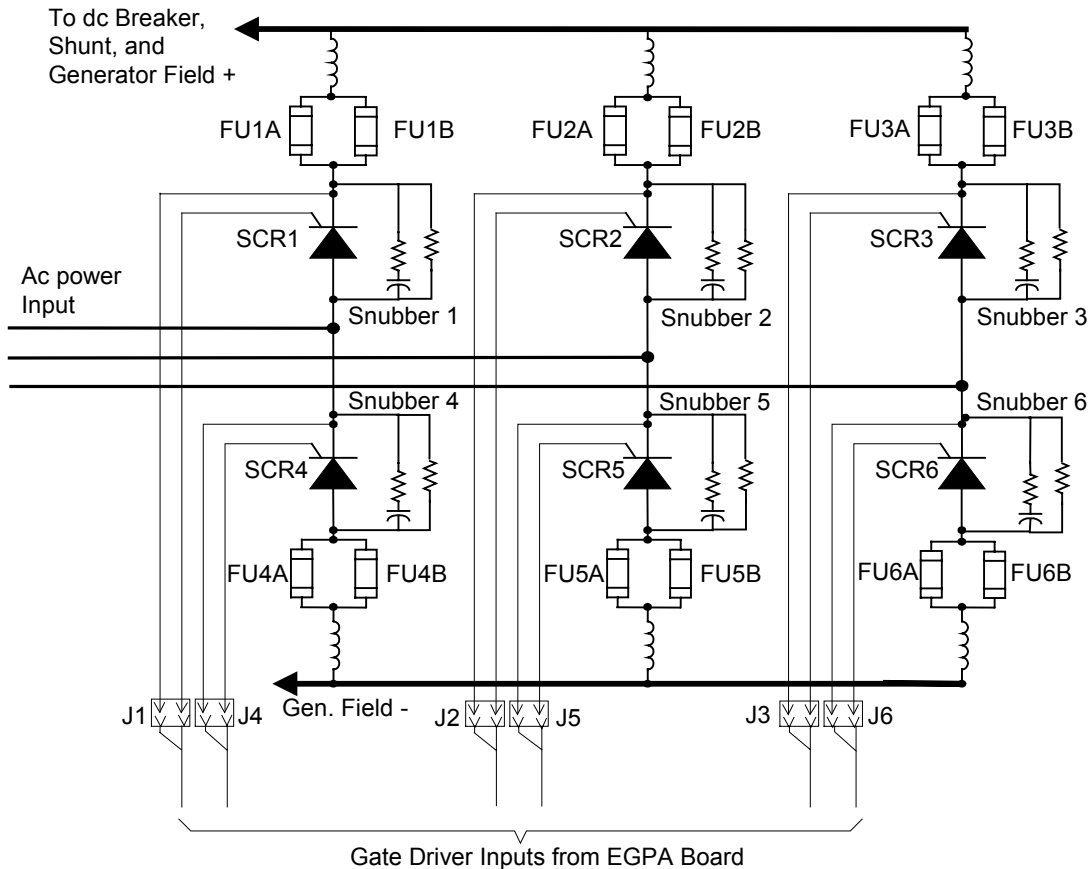 To dc Breaker,
Shunt, and
Generator Field +
FU1A
FU1B
FU2A
FU2B
FU3A
FU3B
SCR1
SCR2
SCR3
Ac power
Input
Snubber 1
Snubber 2
Snubber 3
Snubber 4
Snubber 5
Snubber 6
SCR4
SCR5
SCR6
FU4A
FU4B
FU5A
FU5B
FU6A
FU6B
Gen. Field -
J1
J4
J2
J5
J3
J6
Gate Driver Inputs from EGPA Board